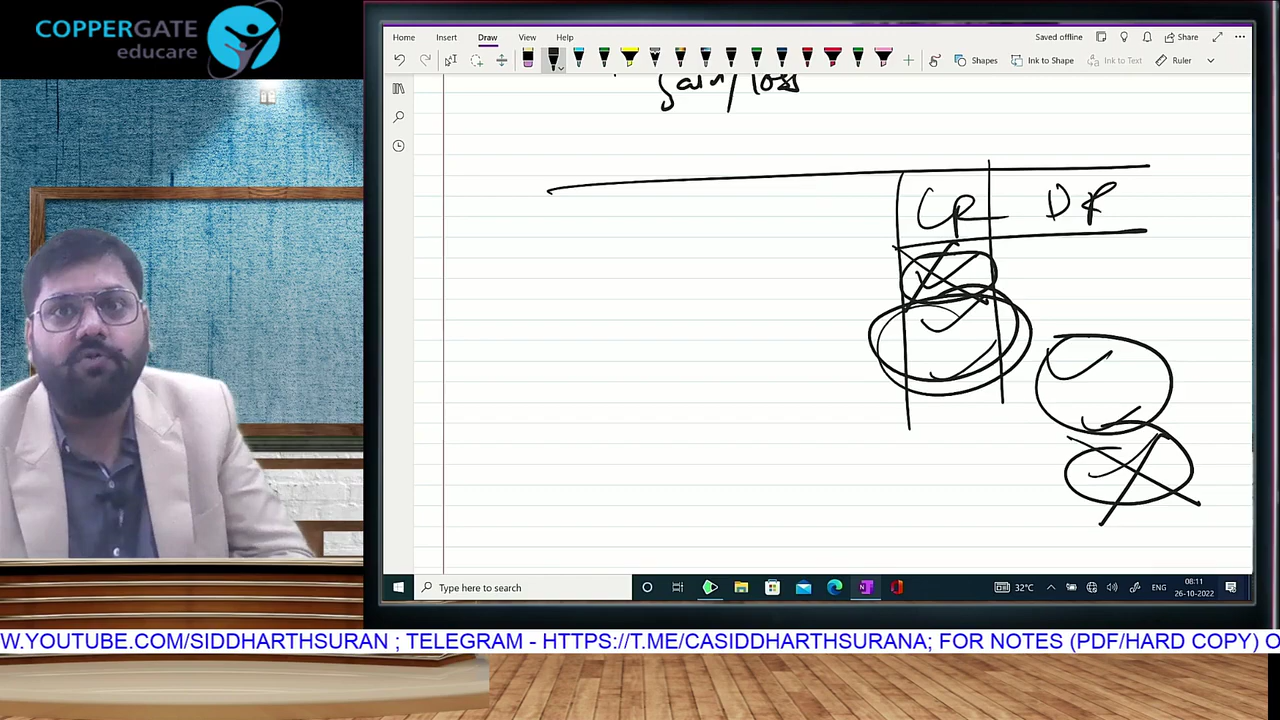 COPPERGATE
educare
Home Insert Draw View Help
Saved offline
Share
Shapes
Ink to Shape
Ink to Text
Ruler
gain/loss
CR DR
Type here to search
32°C
ENG
08:11
26-10-2022
W.YOUTUBE.COM/SIDDHARTHSURAN ; TELEGRAM - HTTPS://T.ME/CASIDDHARTHSURANA; FOR NOTES (PDF/HARD COPY) O